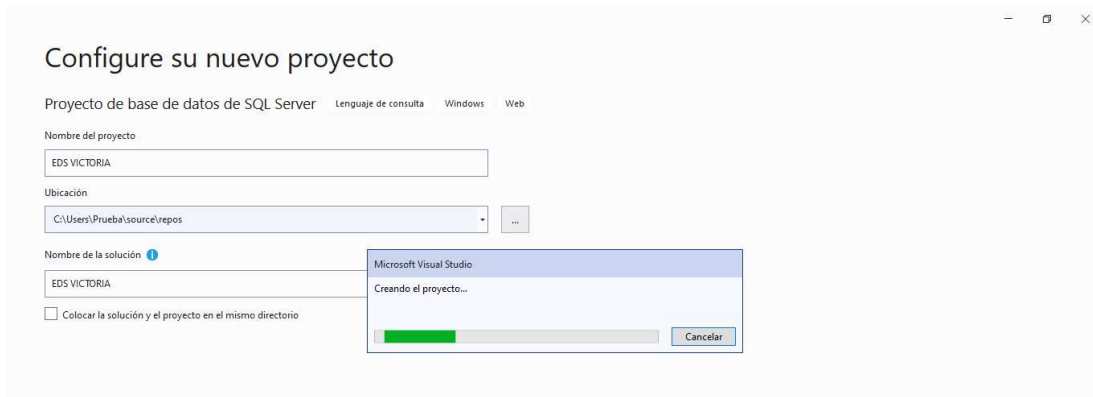 Configure su nuevo proyecto
Proyecto de base de datos de SQL Server Lenguaje de consulta Windows Web
Nombre del proyecto
EDS VICTORIA
Ubicación
C:\Users\Prueba\source\repos
...
Nombre de la solución
EDS VICTORIA
Colocar la solución y el proyecto en el mismo directorio
Microsoft Visual Studio
Creando el proyecto...
Cancelar